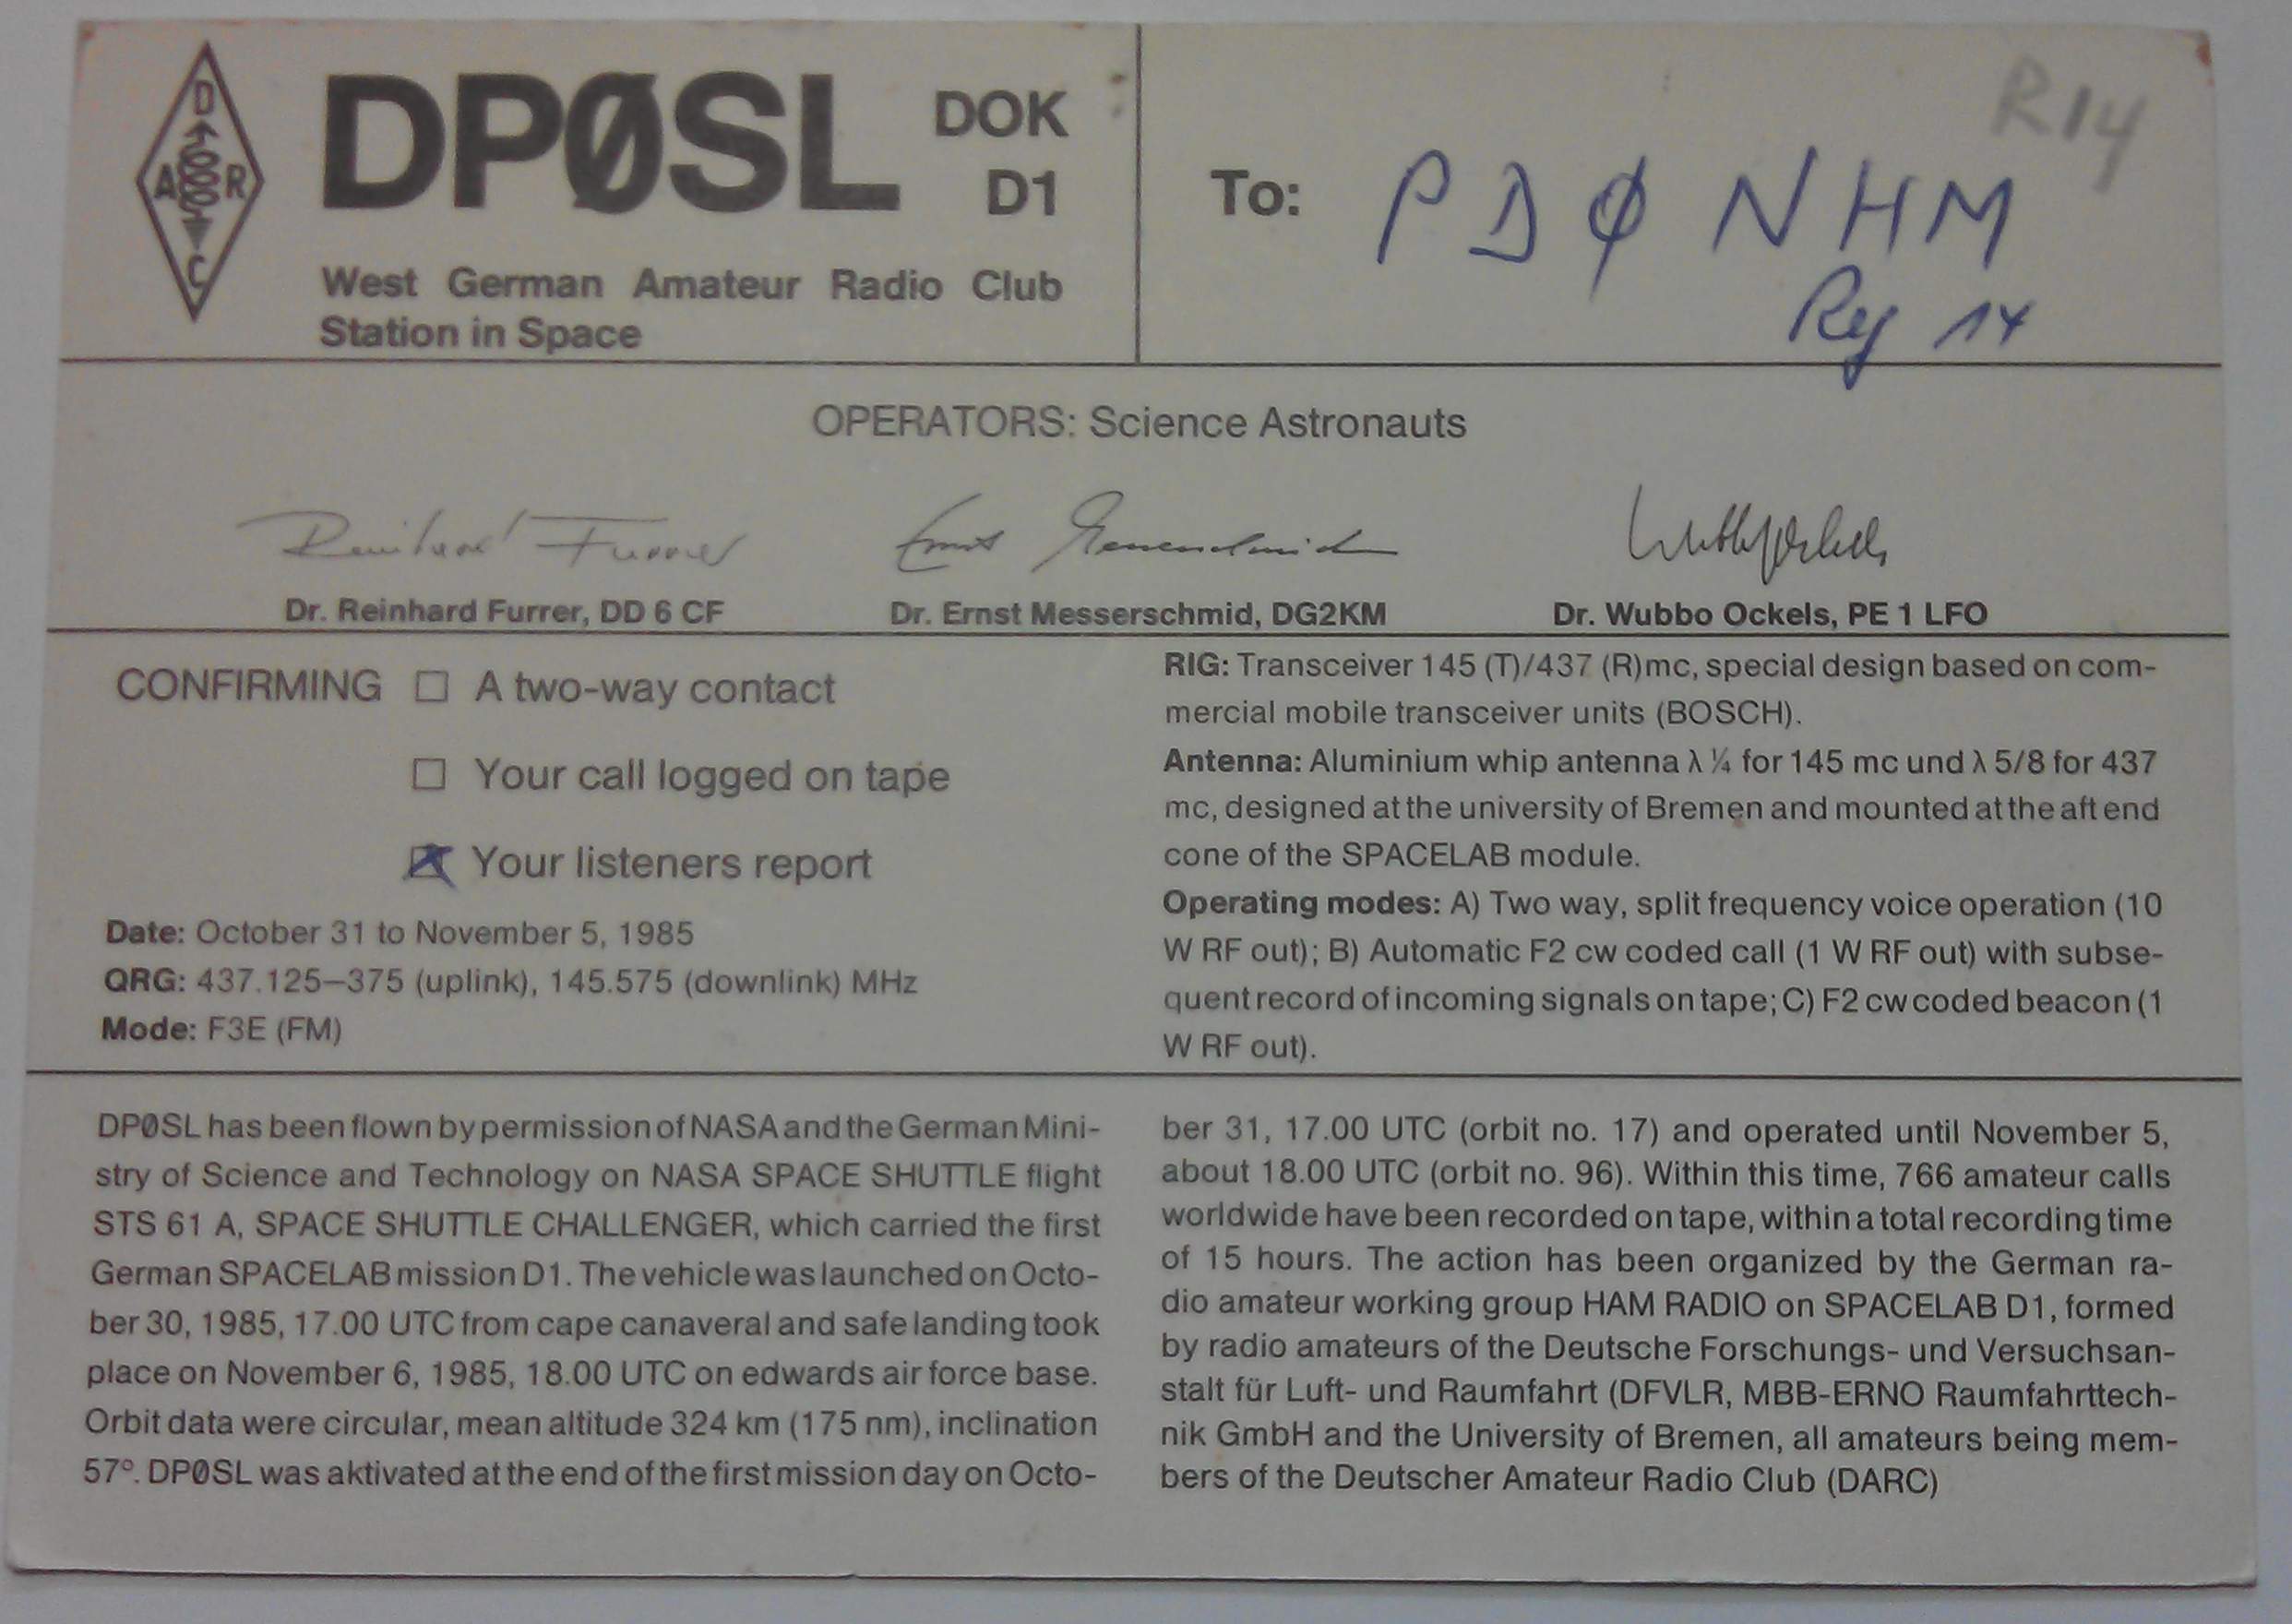 D
A R
C
DPØSL DOK
D1
West German Amateur Radio Club
Station in Space
R14
To: PDØNHM
Reg 14
OPERATORS: Science Astronauts
Reinhard Furrer
Ernst Messerschmid
Wubbo Ockels
Dr. Reinhard Furrer, DD 6 CF
Dr. Ernst Messerschmid, DG2KM
Dr. Wubbo Ockels, PE 1 LFO
CONFIRMING ☐ A two-way contact
☐ Your call logged on tape
☒ Your listeners report
Date: October 31 to November 5, 1985
QRG: 437.125–375 (uplink), 145.575 (downlink) MHz
Mode: F3E (FM)
RIG: Transceiver 145 (T)/437 (R)mc, special design based on com-
mercial mobile transceiver units (BOSCH).
Antenna: Aluminium whip antenna λ ¼ for 145 mc und λ 5/8 for 437
mc, designed at the university of Bremen and mounted at the aft end
cone of the SPACELAB module.
Operating modes: A) Two way, split frequency voice operation (10
W RF out); B) Automatic F2 cw coded call (1 W RF out) with subse-
quent record of incoming signals on tape; C) F2 cw coded beacon (1
W RF out).
DPØSL has been flown by permission of NASA and the German Mini-
stry of Science and Technology on NASA SPACE SHUTTLE flight
STS 61 A, SPACE SHUTTLE CHALLENGER, which carried the first
German SPACELAB mission D1. The vehicle was launched on Octo-
ber 30, 1985, 17.00 UTC from cape canaveral and safe landing took
place on November 6, 1985, 18.00 UTC on edwards air force base.
Orbit data were circular, mean altitude 324 km (175 nm), inclination
57°. DPØSL was aktivated at the end of the first mission day on Octo-
ber 31, 17.00 UTC (orbit no. 17) and operated until November 5,
about 18.00 UTC (orbit no. 96). Within this time, 766 amateur calls
worldwide have been recorded on tape, within a total recording time
of 15 hours. The action has been organized by the German ra-
dio amateur working group HAM RADIO on SPACELAB D1, formed
by radio amateurs of the Deutsche Forschungs- und Versuchsan-
stalt für Luft- und Raumfahrt (DFVLR, MBB-ERNO Raumfahrttech-
nik GmbH and the University of Bremen, all amateurs being mem-
bers of the Deutscher Amateur Radio Club (DARC)